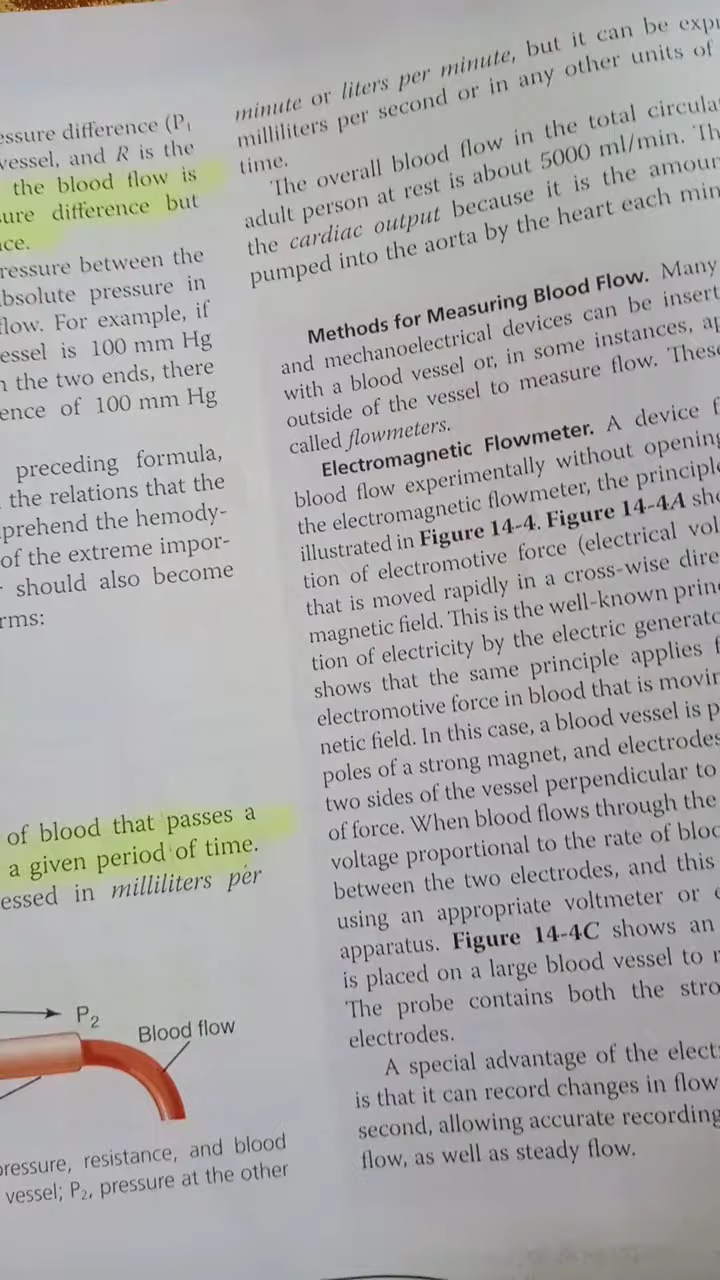 essure difference (P₁
vessel, and R is the
the blood flow is
sure difference but
nce.
ressure between the
bsolute pressure in
flow. For example, if
essel is 100 mm Hg
n the two ends, there
ence of 100 mm Hg
preceding formula,
the relations that the
prehend the hemody-
of the extreme impor-
should also become
rms:
of blood that passes a
a given period of time.
essed in milliliters per
P₂
Blood flow
pressure, resistance, and blood
vessel; P₂, pressure at the other
minute or liters per minute, but it can be expr
milliliters per second or in any other units of
time.
The overall blood flow in the total circula
adult person at rest is about 5000 ml/min. Th
the cardiac output because it is the amoun
pumped into the aorta by the heart each min
Methods for Measuring Blood Flow. Many
and mechanoelectrical devices can be insert
with a blood vessel or, in some instances, ap
outside of the vessel to measure flow. These
called flowmeters.
Electromagnetic Flowmeter. A device f
blood flow experimentally without opening
the electromagnetic flowmeter, the principle
illustrated in Figure 14-4. Figure 14-4A sho
tion of electromotive force (electrical vol
that is moved rapidly in a cross-wise dire
magnetic field. This is the well-known princ
tion of electricity by the electric generato
shows that the same principle applies f
electromotive force in blood that is movin
netic field. In this case, a blood vessel is p
poles of a strong magnet, and electrodes
two sides of the vessel perpendicular to
of force. When blood flows through the
voltage proportional to the rate of bloo
between the two electrodes, and this
using an appropriate voltmeter or e
apparatus. Figure 14-4C shows an
is placed on a large blood vessel to r
The probe contains both the stro
electrodes.
A special advantage of the elect
is that it can record changes in flow
second, allowing accurate recording
flow, as well as steady flow.